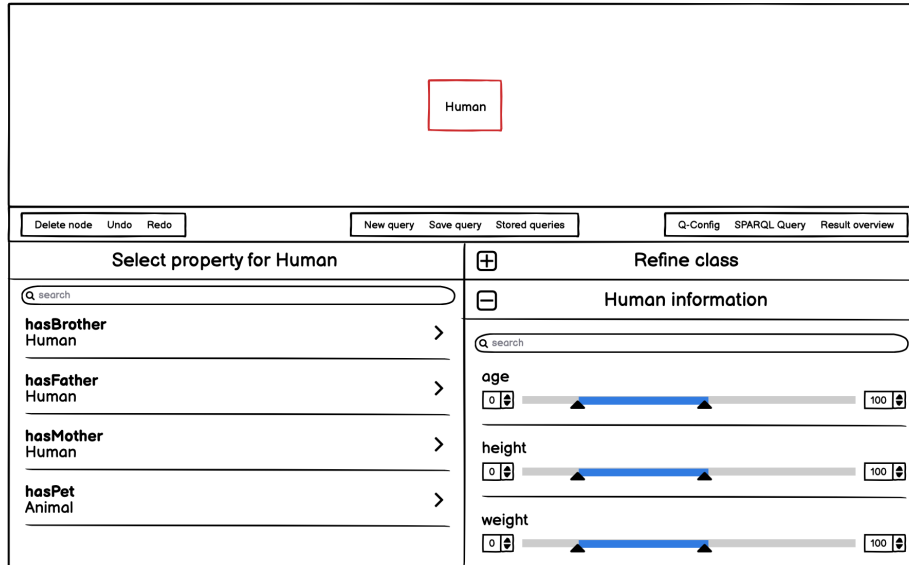 Human
Delete node Undo Redo
New query Save query Stored queries
Q-Config SPARQL Query Result overview
Select property for Human
search
hasBrother
Human
hasFather
Human
hasMother
Human
hasPet
Animal
Refine class
Human information
search
age
0 100
height
0 100
weight
0 100